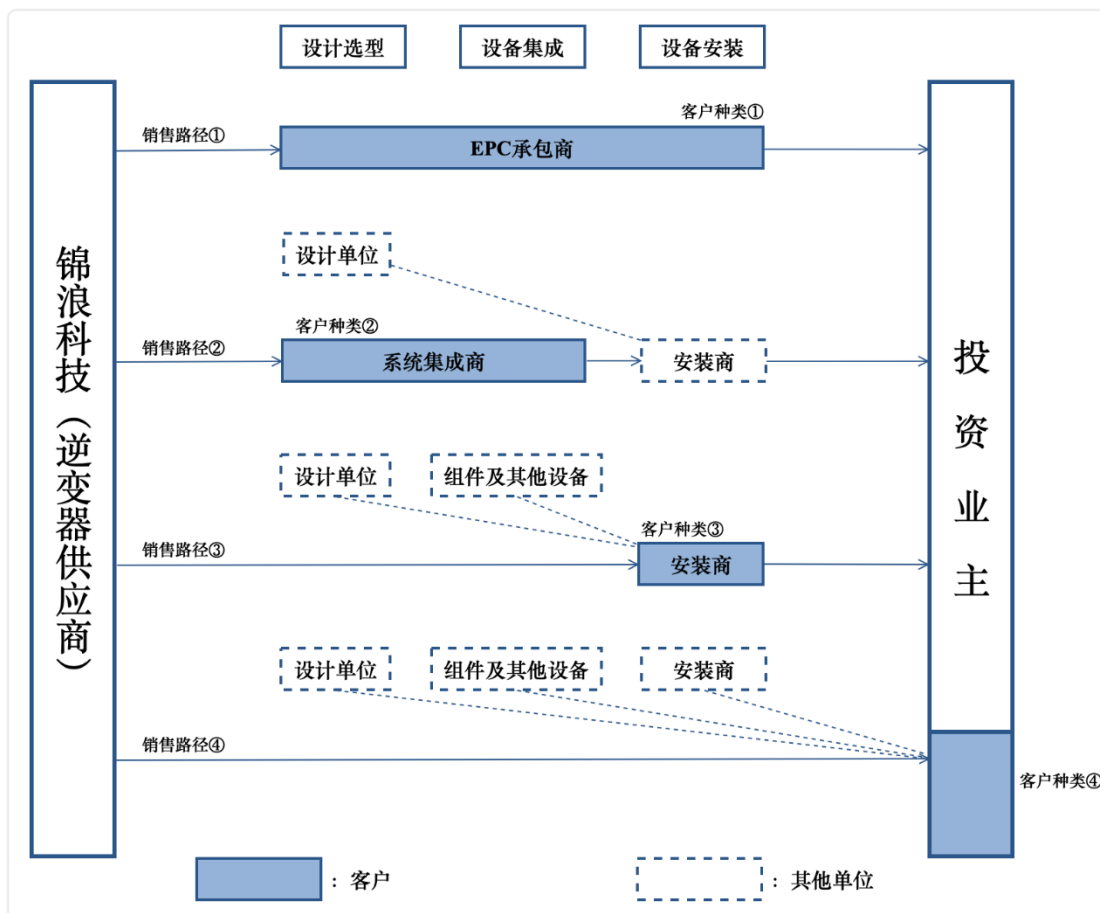 设计选型
设备集成
设备安装
锦浪科技（逆变器供应商）
投资业主
销售路径①
客户种类①
EPC承包商
设计单位
销售路径②
客户种类②
系统集成商
安装商
设计单位
组件及其他设备
销售路径③
客户种类③
安装商
设计单位
组件及其他设备
安装商
销售路径④
客户种类④
：客户
：其他单位